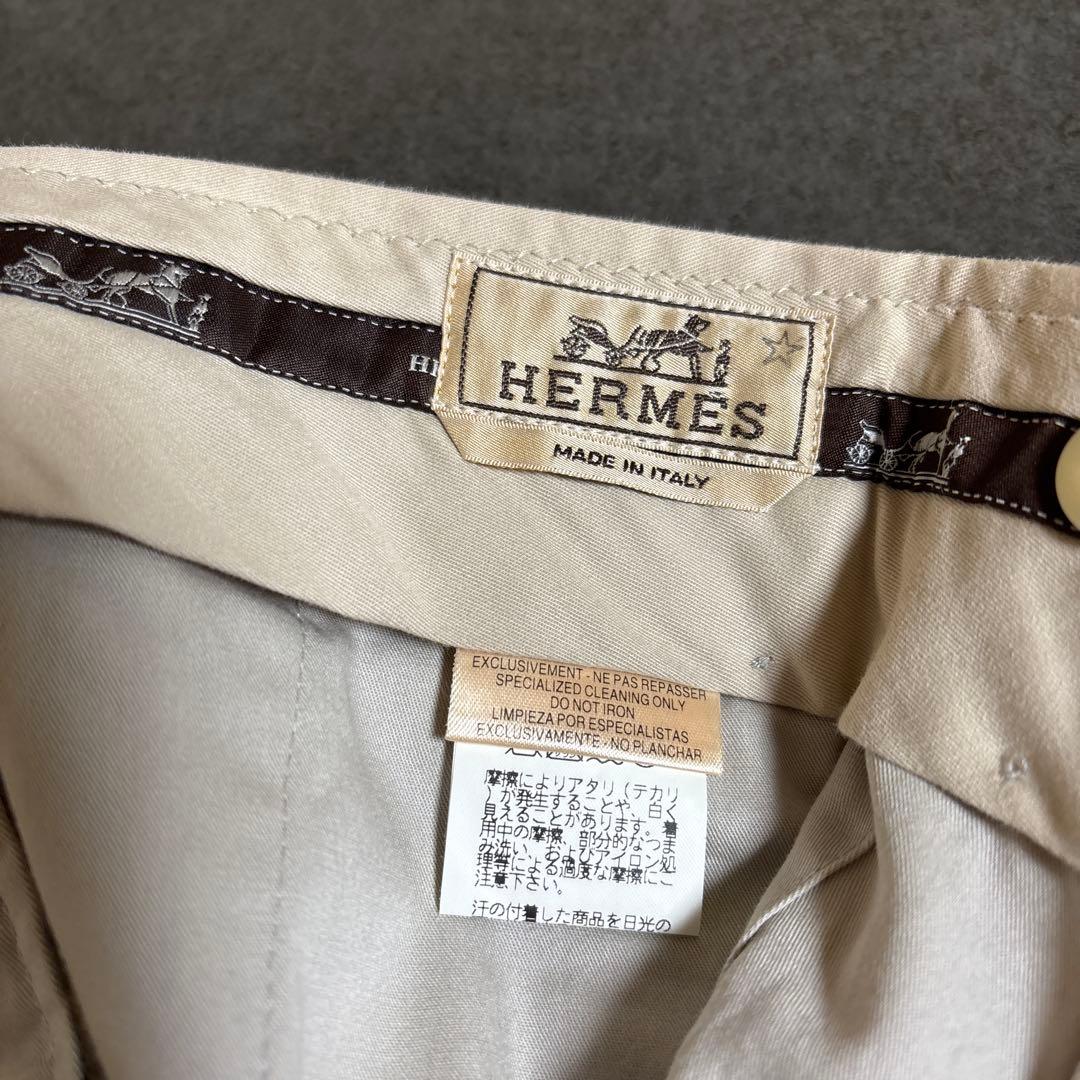 HERMES
MADE IN ITALY
EXCLUSIVEMENT - NE PAS REPASSER
SPECIALIZED CLEANING ONLY
DO NOT IRON
LIMPIEZA POR ESPECIALISTAS
EXCLUSIVAMENTE - NO PLANCHAR
摩擦によりアタリ（テカリ
）が発生することや、白く
見えることがあります。着
用中の摩擦、部分的なつま
み洗い、およびアイロン処
理等による過度な摩擦にご
注意下さい。
汗の付着した商品を日光の